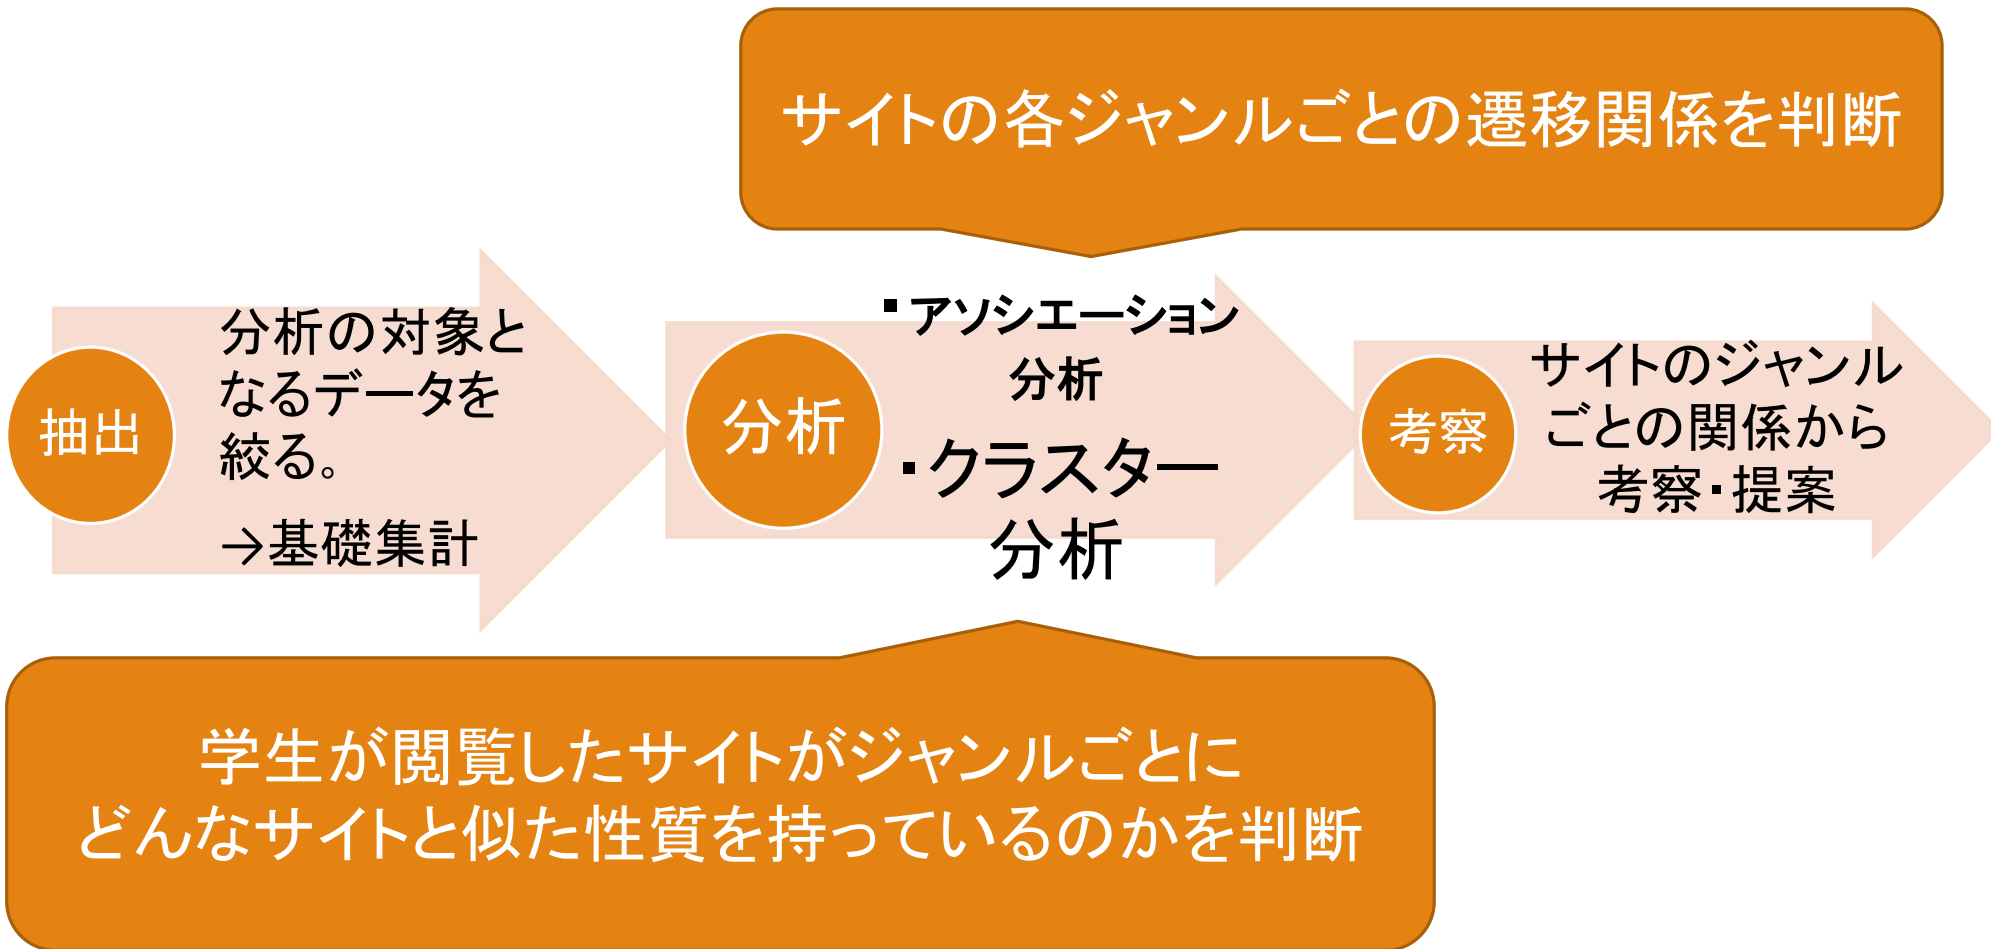 サイトの各ジャンルごとの遷移関係を判断
抽出
分析の対象と
なるデータを
絞る。
→基礎集計
分析
▪アソシエーション
分析
▪クラスター
分析
考察
サイトのジャンル
ごとの関係から
考察・提案
学生が閲覧したサイトがジャンルごとに
どんなサイトと似た性質を持っているのかを判断